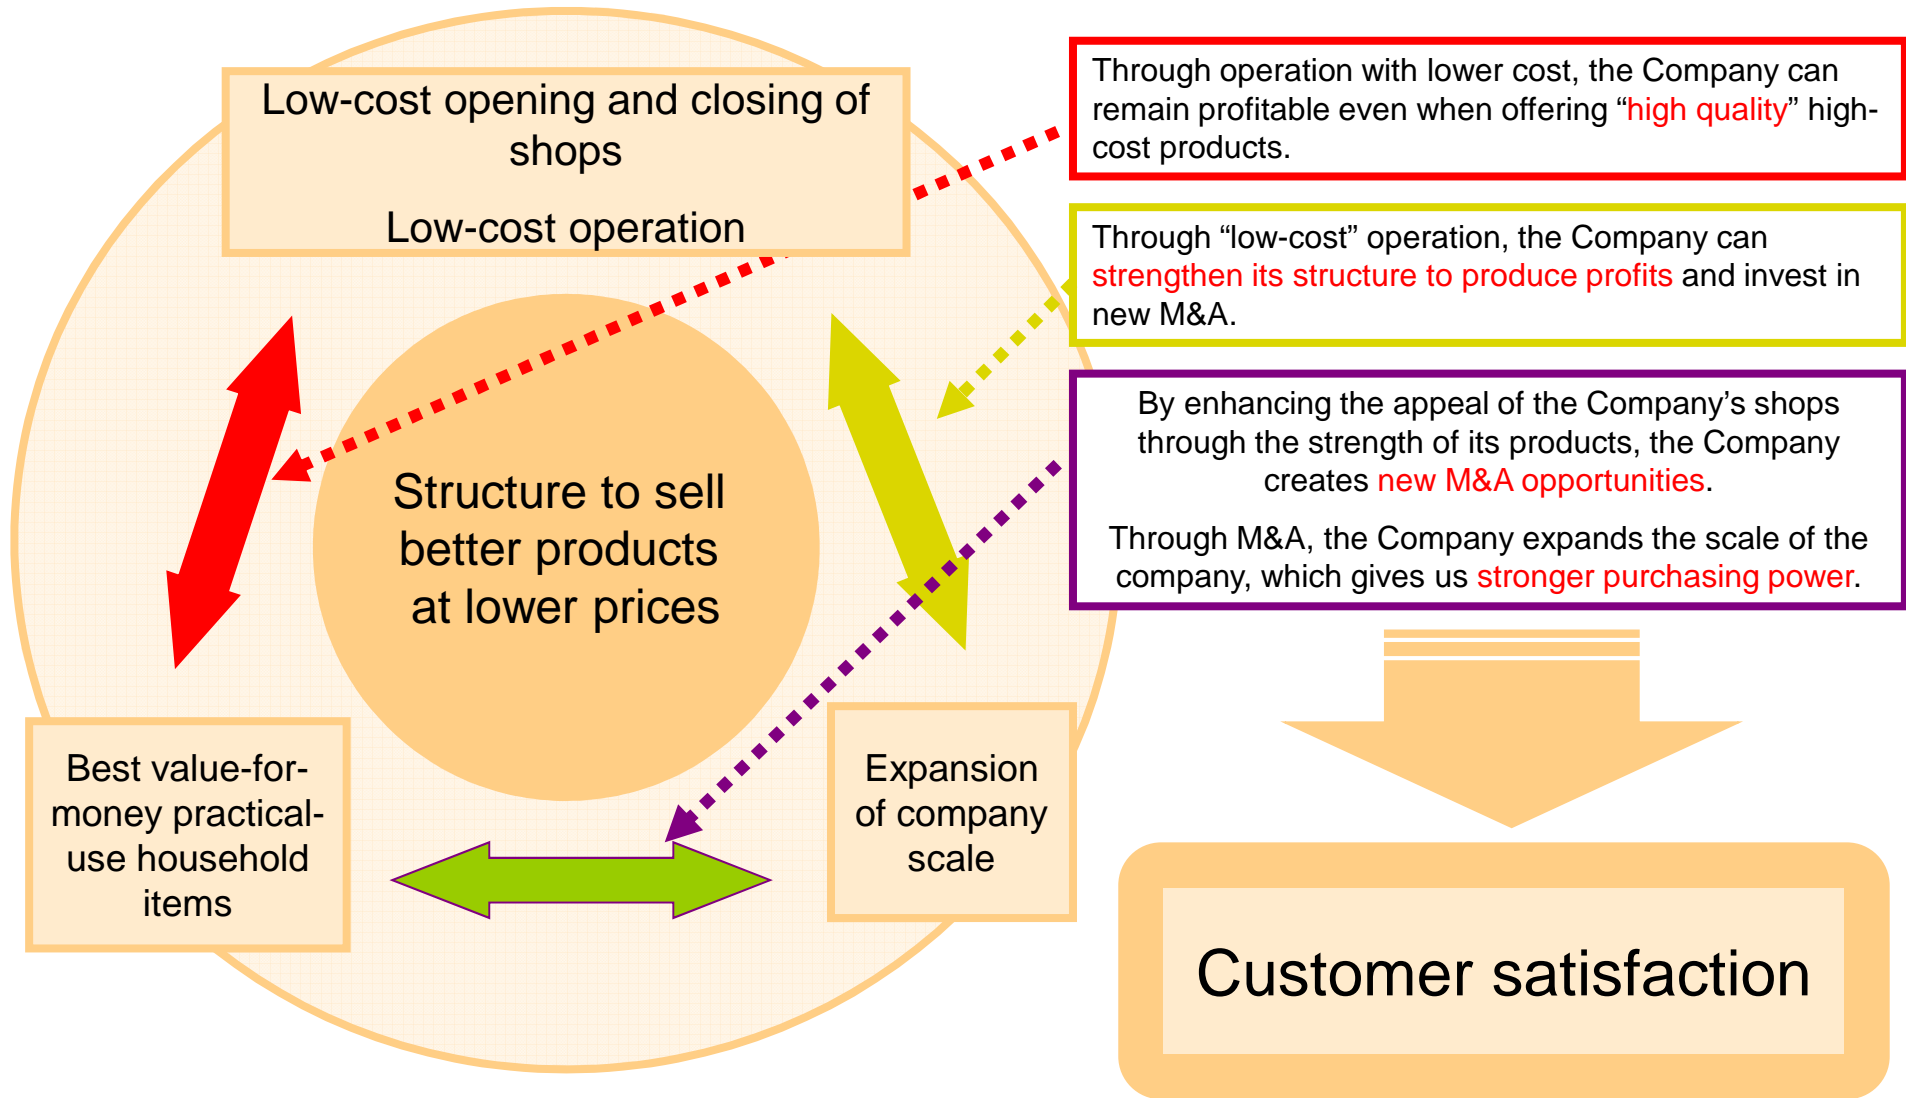 Low-cost opening and closing of
shops
Low-cost operation
Structure to sell
better products
at lower prices
Best value-for-
money practical-
use household
items
Expansion
of company
scale
Through operation with lower cost, the Company can
remain profitable even when offering “high quality” high-
cost products.
Through “low-cost” operation, the Company can
strengthen its structure to produce profits and invest in
new M&A.
By enhancing the appeal of the Company’s shops
through the strength of its products, the Company
creates new M&A opportunities.
Through M&A, the Company expands the scale of the
company, which gives us stronger purchasing power.
Customer satisfaction